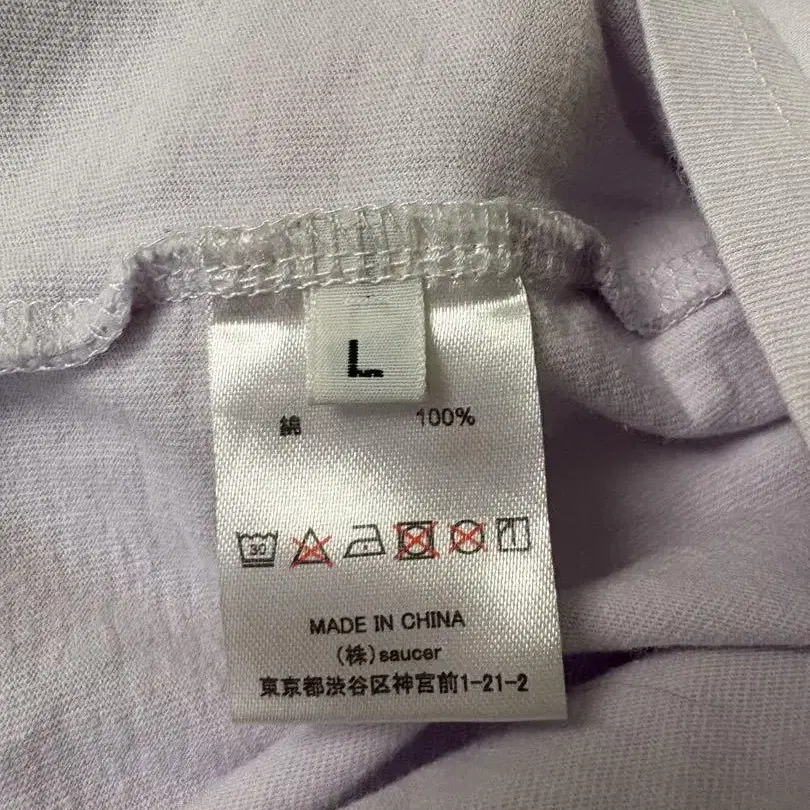 L
綿 100%
30
MADE IN CHINA
(株)saucer
東京都渋谷区神宮前1-21-2